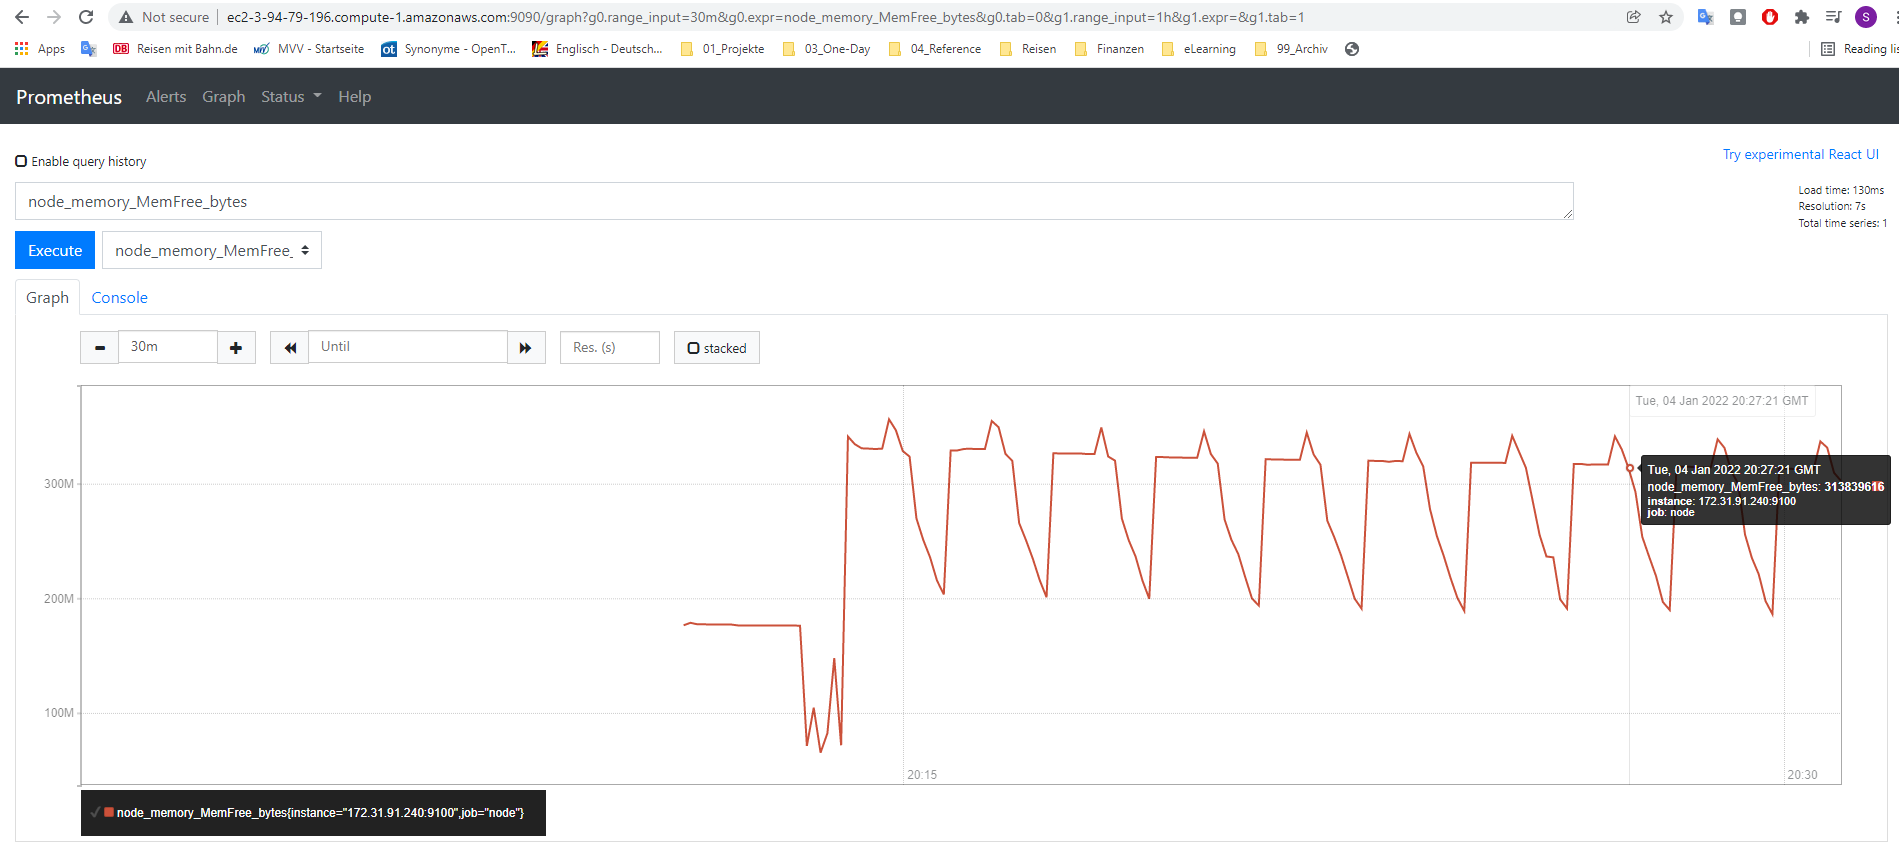 Not secure | ec2-3-94-79-196.compute-1.amazonaws.com:9090/graph?g0.range_input=30m&g0.expr=node_memory_MemFree_bytes&g0.tab=0&g1.range_input=1h&g1.expr=&g1.tab=1
S
Apps DB Reisen mit Bahn.de MVV - Startseite ot Synonyme - OpenT... Englisch - Deutsch... 01_Projekte 03_One-Day 04_Reference Reisen Finanzen eLearning 99_Archiv Reading lis
Prometheus Alerts Graph Status Help
Enable query history
Try experimental React UI
node_memory_MemFree_bytes
Load time: 130ms
Resolution: 7s
Total time series: 1
Execute node_memory_MemFree_
Graph Console
30m Until Res. (s) stacked
Tue, 04 Jan 2022 20:27:21 GMT
Tue, 04 Jan 2022 20:27:21 GMT
node_memory_MemFree_bytes: 313839616
instance: 172.31.91.240:9100
job: node
300M
200M
100M
20:15
20:30
node_memory_MemFree_bytes{instance="172.31.91.240:9100",job="node"}